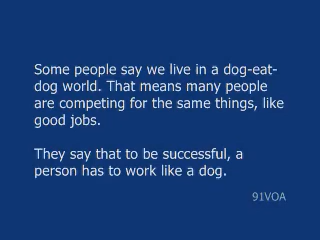 Some people say we live in a dog-eat-
dog world. That means many people
are competing for the same things, like
good jobs.
They say that to be successful, a
person has to work like a dog.
91VOA